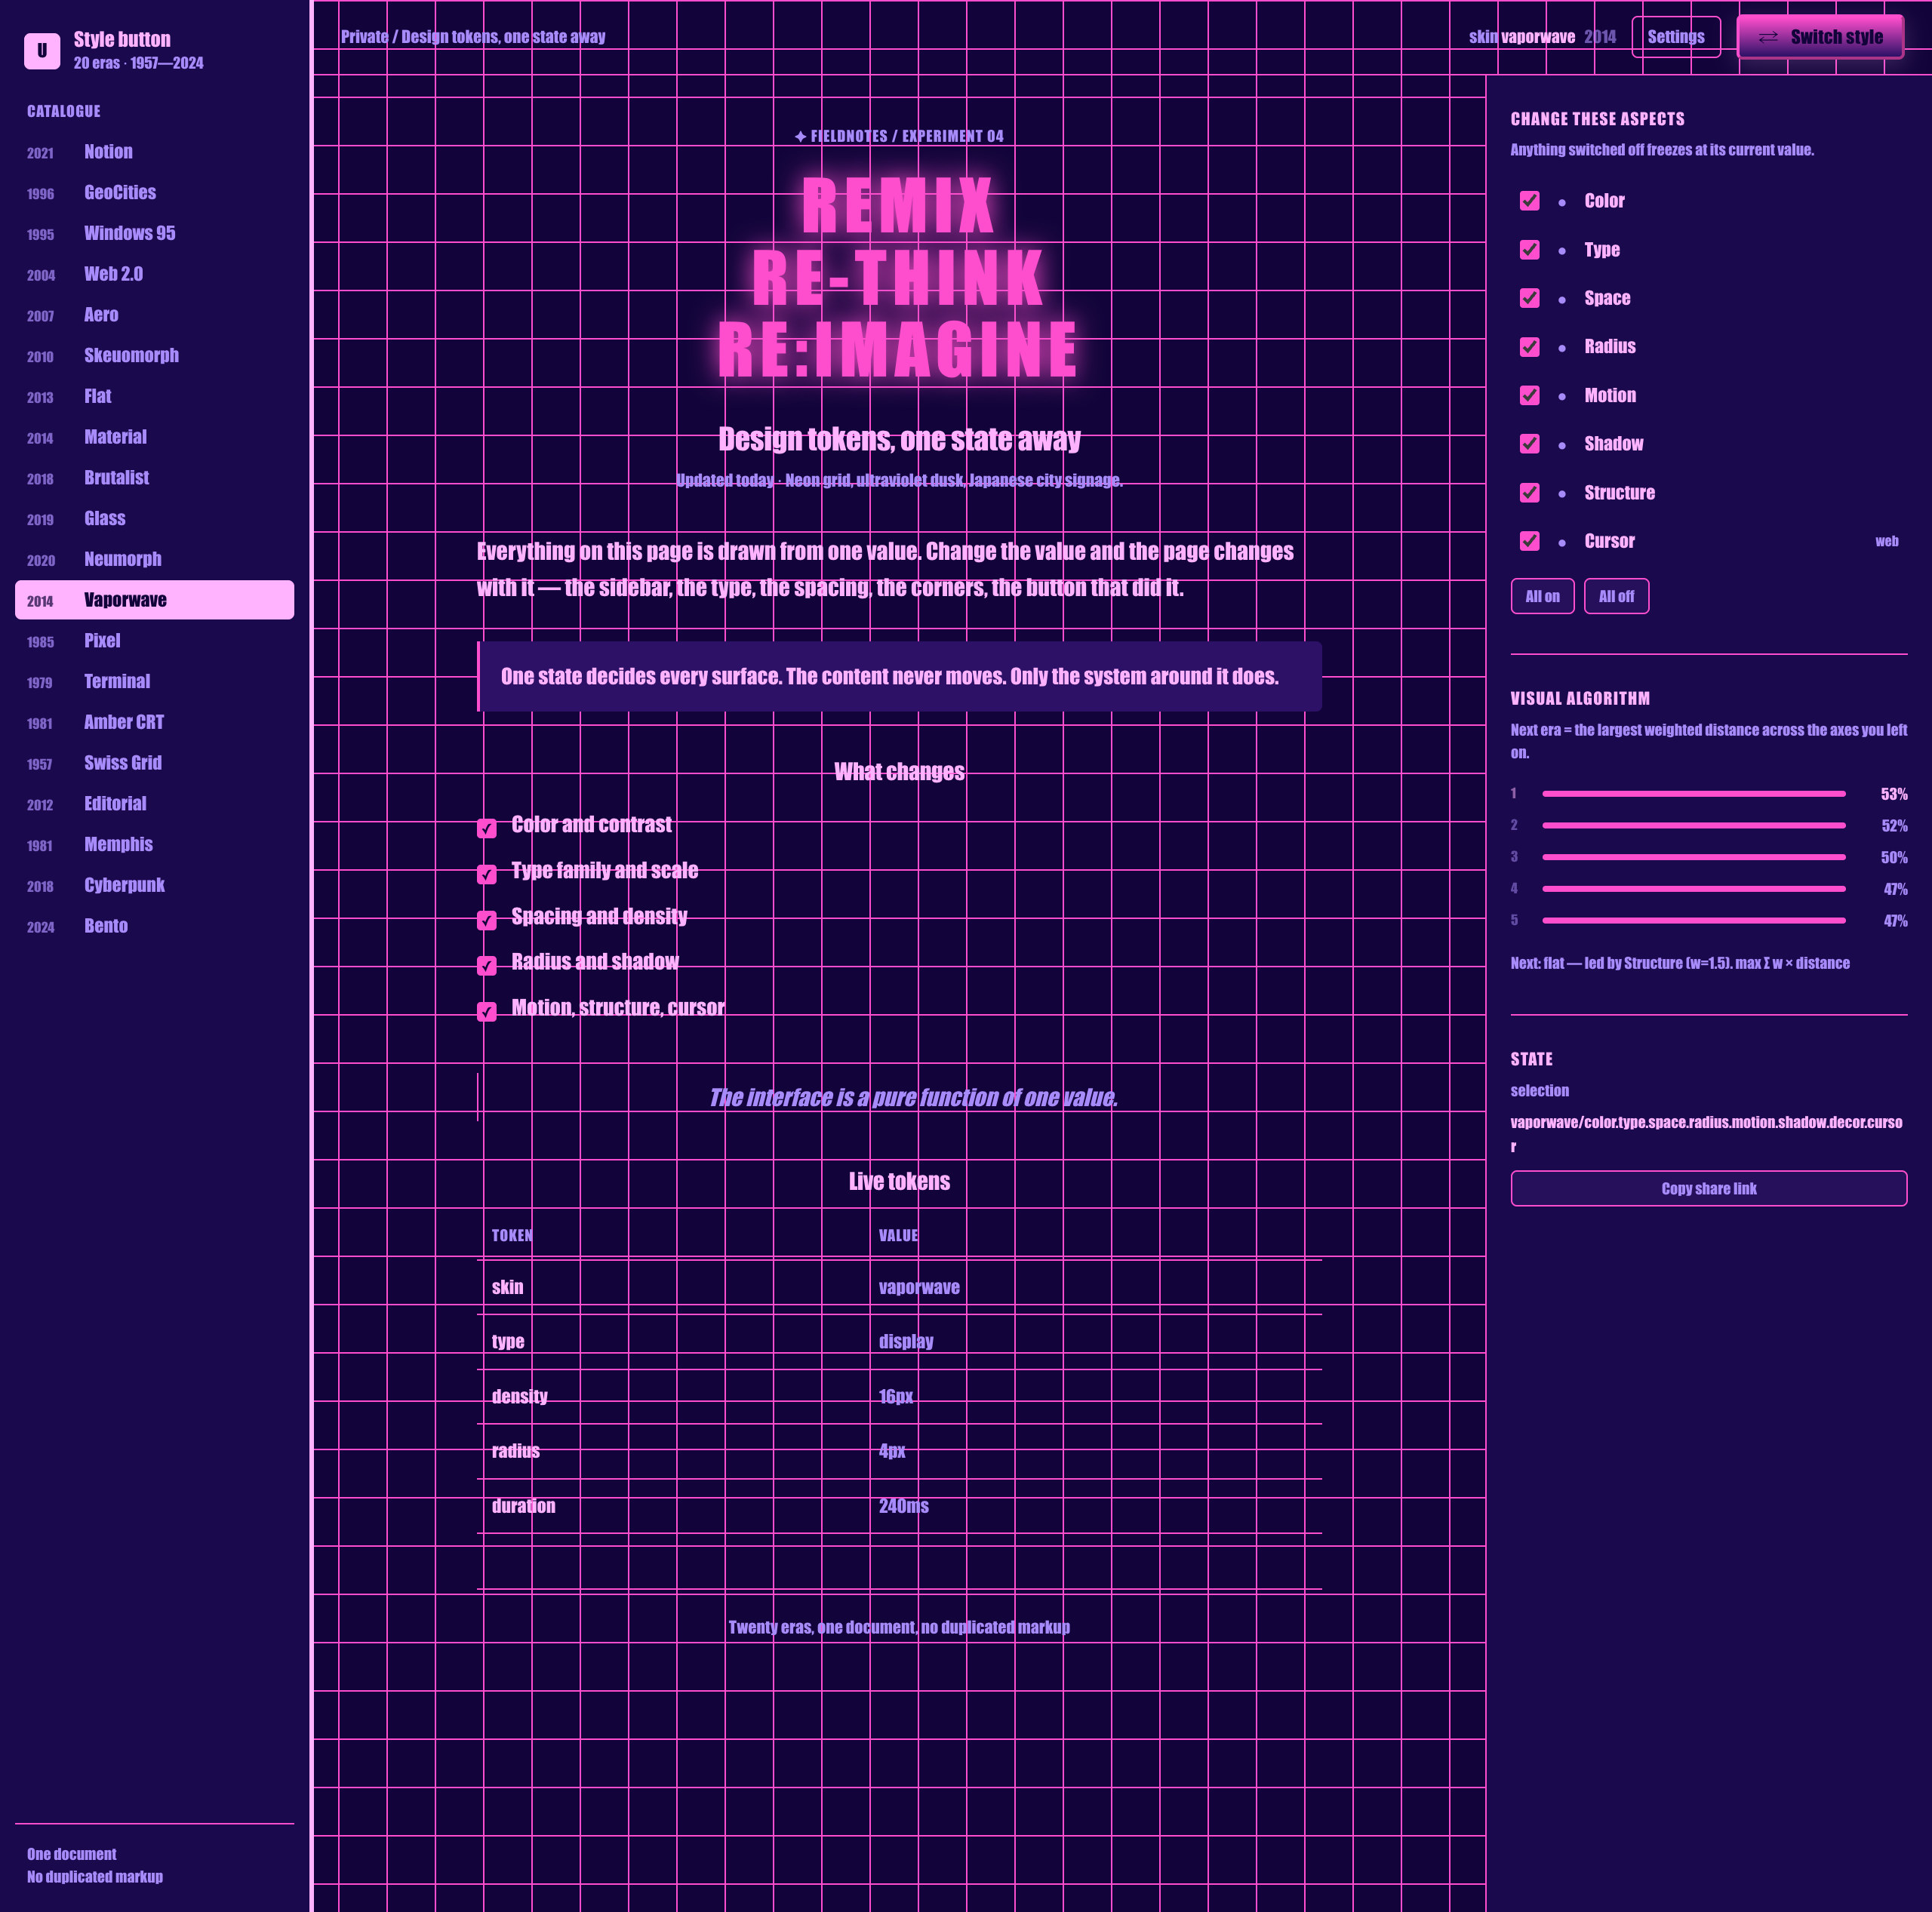 U
Style button
20 eras · 1957—2024
CATALOGUE
2021 Notion
1996 GeoCities
1995 Windows 95
2004 Web 2.0
2007 Aero
2010 Skeuomorph
2013 Flat
2014 Material
2018 Brutalist
2019 Glass
2020 Neumorph
2014 Vaporwave
1985 Pixel
1979 Terminal
1981 Amber CRT
1957 Swiss Grid
2012 Editorial
1981 Memphis
2018 Cyberpunk
2024 Bento
One document
No duplicated markup
Private / Design tokens, one state away
skin vaporwave 2014
Settings
⇄ Switch style
✦ FIELDNOTES / EXPERIMENT 04
REMIX
RE-THINK
RE:IMAGINE
Design tokens, one state away
Updated today · Neon grid, ultraviolet dusk, Japanese city signage.
Everything on this page is drawn from one value. Change the value and the page changes
with it — the sidebar, the type, the spacing, the corners, the button that did it.
One state decides every surface. The content never moves. Only the system around it does.
What changes
Color and contrast
Type family and scale
Spacing and density
Radius and shadow
Motion, structure, cursor
The interface is a pure function of one value.
Live tokens
TOKEN VALUE
skin vaporwave
type display
density 16px
radius 4px
duration 240ms
Twenty eras, one document, no duplicated markup
CHANGE THESE ASPECTS
Anything switched off freezes at its current value.
Color
Type
Space
Radius
Motion
Shadow
Structure
Cursor web
All on All off
VISUAL ALGORITHM
Next era = the largest weighted distance across the axes you left
on.
1 53%
2 52%
3 50%
4 47%
5 47%
Next: flat — led by Structure (w=1.5). max Σ w × distance
STATE
selection
vaporwave/color.type.space.radius.motion.shadow.decor.curso
r
Copy share link